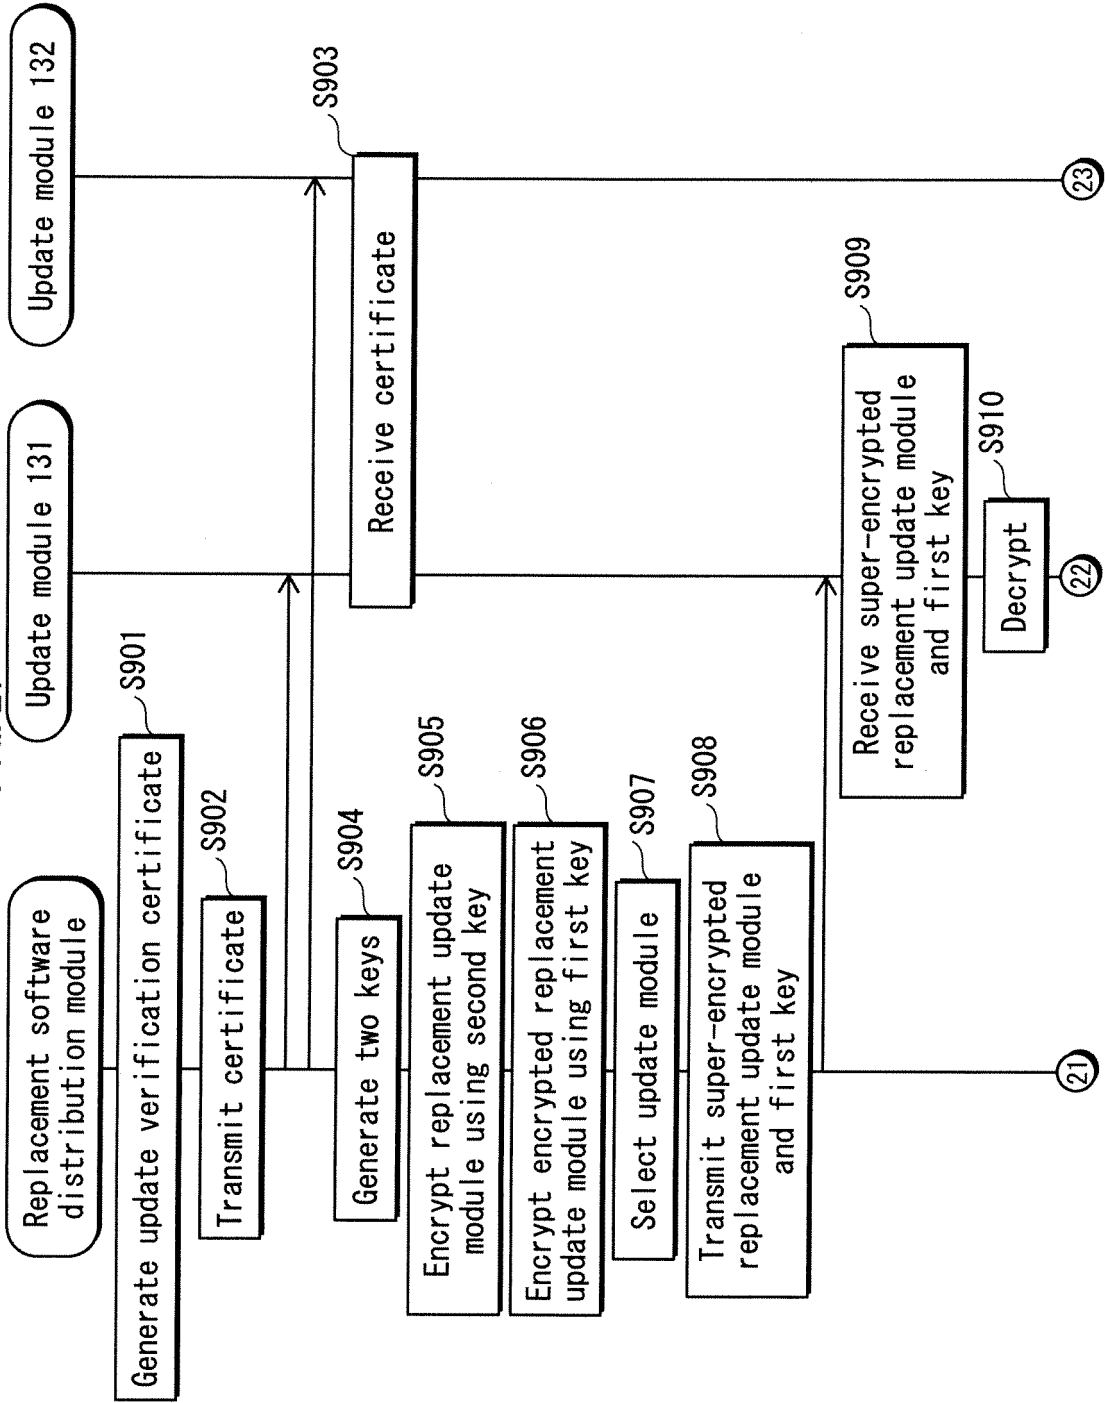 Replacement software
distribution module
Update module 131
Update module 132
S901
Generate update verification certificate
S902
Transmit certificate
S903
Receive certificate
S904
Generate two keys
S905
Encrypt replacement update
module using second key
S906
Encrypt encrypted replacement
update module using first key
S907
Select update module
S908
Transmit super-encrypted
replacement update module
and first key
S909
Receive super-encrypted
replacement update module
and first key
S910
Decrypt
21
22
23